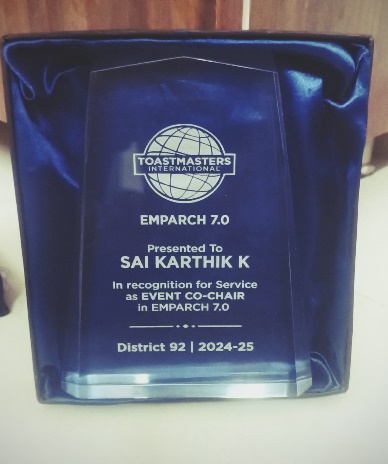 TOASTMASTERS
INTERNATIONAL
EMPARCH 7.0
Presented To
SAI KARTHIK K
In recognition for Service
as EVENT CO-CHAIR
in EMPARCH 7.0
District 92 | 2024-25